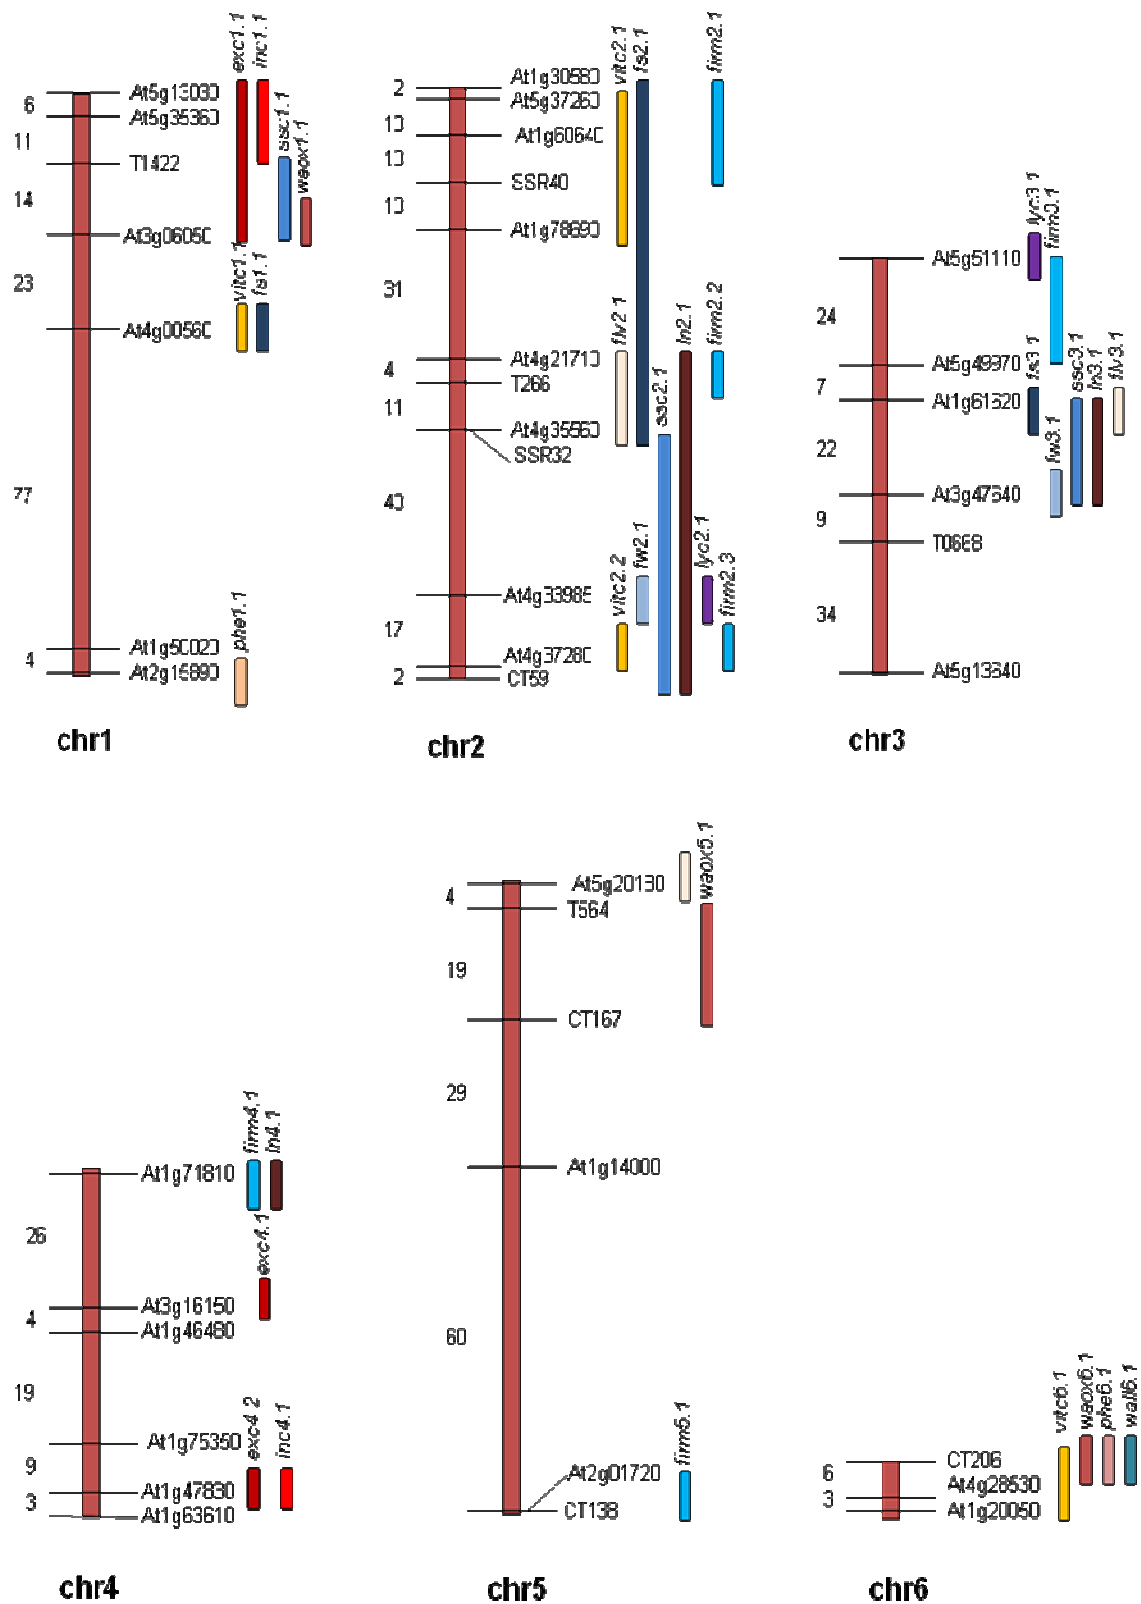 exc1.1
inc1.1
ssc1.1
waox1.1
6
11
14
23
77
4
At5g13030
At5g35360
T1422
At3g06050
At4g00560
At1g50020
At2g15890
vitc1.1
fs1.1
phe1.1
chr1
vitc2.1
fs2.1
firm2.1
2
10
10
10
31
4
11
40
17
2
At1g30580
At5g37260
At1g60640
SSR40
At1g78690
At4g21710
T266
At4g35560
SSR32
At4g33985
At4g37280
CT59
flv2.1
ssc2.1
ln2.1
firm2.2
vitc2.2
fw2.1
lyc2.1
firm2.3
chr2
lyc3.1
firm3.1
24
7
22
9
34
At5g51110
At5g49970
At1g61620
At3g47640
T0668
At5g13640
fs3.1
fw3.1
ssc3.1
ln3.1
flv3.1
chr3
firm4.1
ln4.1
exc4.1
26
4
19
9
3
At1g71810
At3g16150
At1g46480
At1g75350
At1g47830
At1g63610
exc4.2
inc4.1
chr4
waox5.1
4
19
29
60
At5g20130
T564
CT167
At1g14000
At2g01720
CT138
firm5.1
chr5
vitc6.1
waox6.1
phe6.1
wall6.1
6
3
CT206
At4g28530
At1g20050
chr6